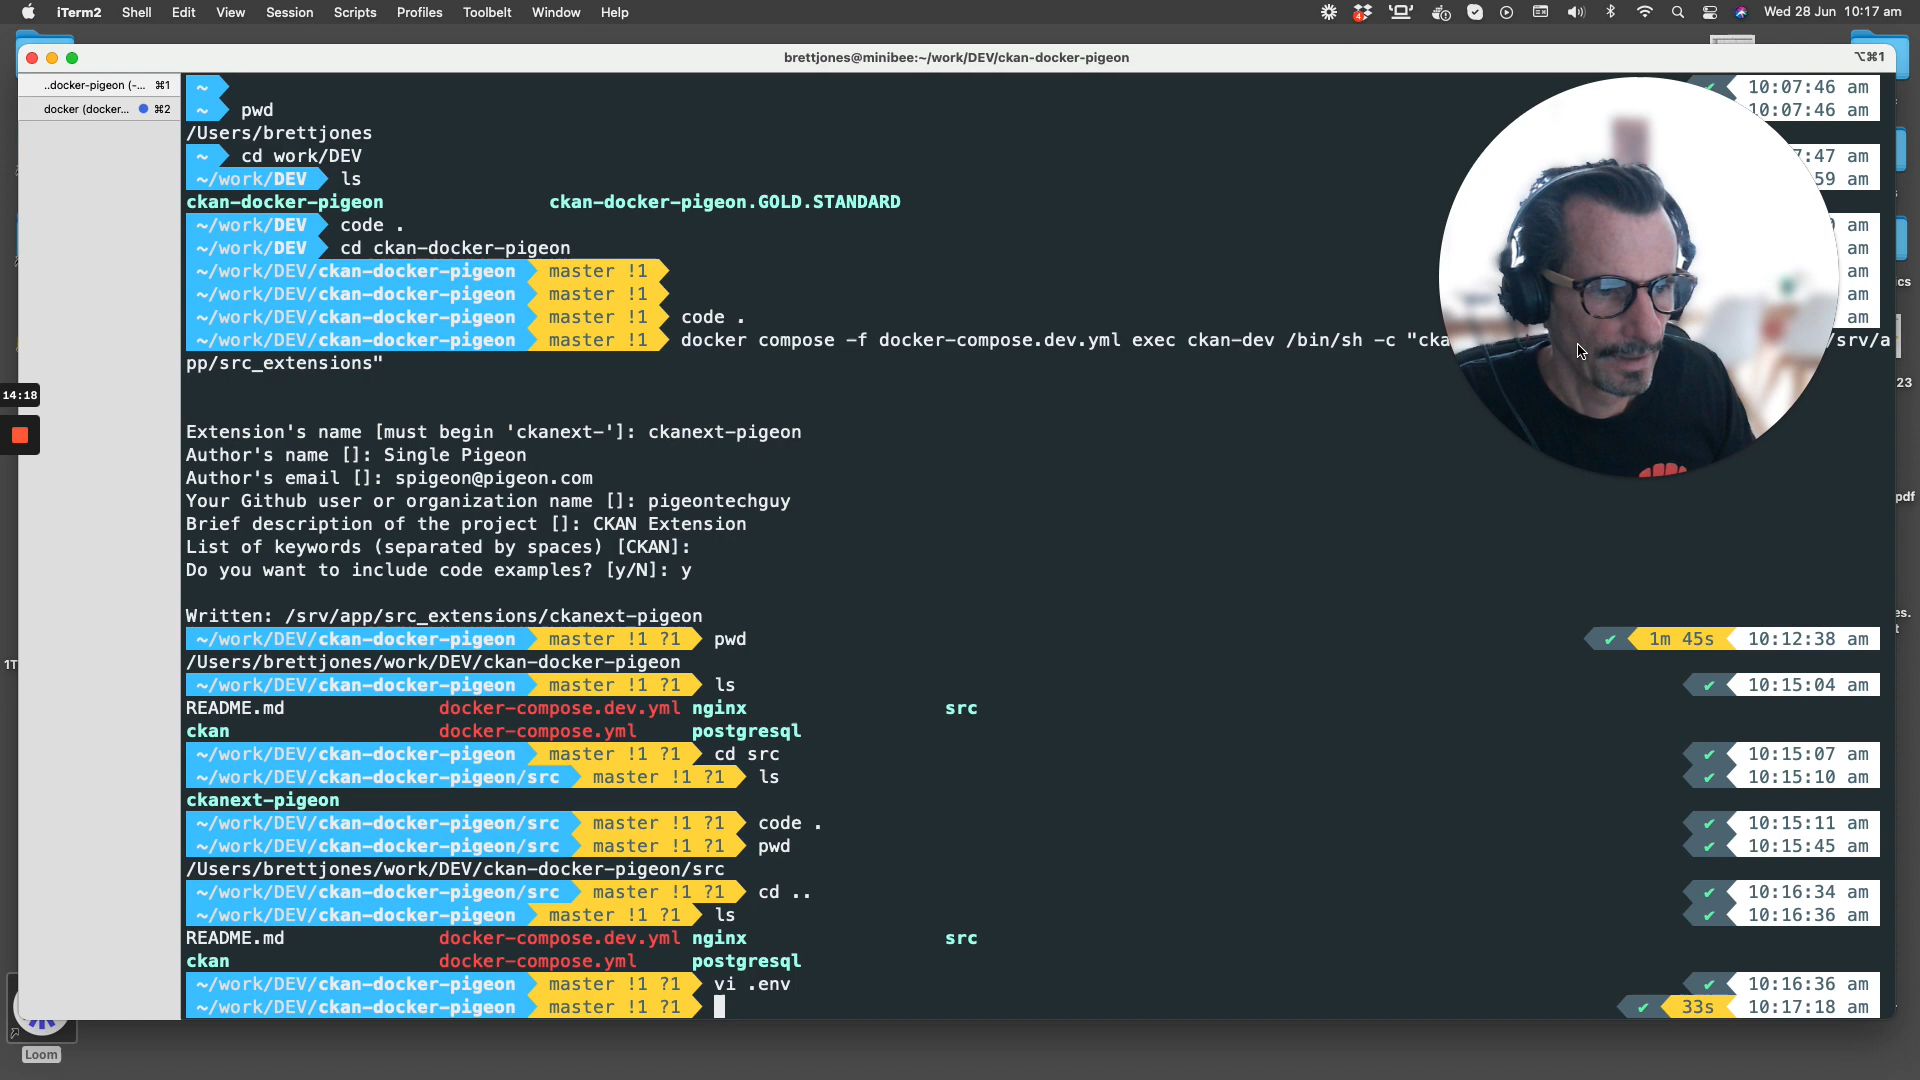 iTerm2 Shell Edit View Session Scripts Profiles Toolbelt Window Help
4
Wed 28 Jun 10:17 am
brettjones@minibee:~/work/DEV/ckan-docker-pigeon
⌥⌘1
..docker-pigeon (-... ⌘1
docker (docker... ⌘2
~ 10:07:46 am
~ pwd 10:07:46 am
/Users/brettjones
~ cd work/DEV 7:47 am
~/work/DEV ls 59 am
ckan-docker-pigeon ckan-docker-pigeon.GOLD.STANDARD
~/work/DEV code . am
~/work/DEV cd ckan-docker-pigeon am
~/work/DEV/ckan-docker-pigeon master !1 am
~/work/DEV/ckan-docker-pigeon master !1 am
~/work/DEV/ckan-docker-pigeon master !1 code . am
~/work/DEV/ckan-docker-pigeon master !1 docker compose -f docker-compose.dev.yml exec ckan-dev /bin/sh -c "cka /srv/a
pp/src_extensions"
Extension's name [must begin 'ckanext-']: ckanext-pigeon
Author's name []: Single Pigeon
Author's email []: spigeon@pigeon.com
Your Github user or organization name []: pigeontechguy
Brief description of the project []: CKAN Extension
List of keywords (separated by spaces) [CKAN]:
Do you want to include code examples? [y/N]: y
Written: /srv/app/src_extensions/ckanext-pigeon
~/work/DEV/ckan-docker-pigeon master !1 ?1 pwd ✔ 1m 45s 10:12:38 am
/Users/brettjones/work/DEV/ckan-docker-pigeon
~/work/DEV/ckan-docker-pigeon master !1 ?1 ls ✔ 10:15:04 am
README.md docker-compose.dev.yml nginx src
ckan docker-compose.yml postgresql
~/work/DEV/ckan-docker-pigeon master !1 ?1 cd src ✔ 10:15:07 am
~/work/DEV/ckan-docker-pigeon/src master !1 ?1 ls ✔ 10:15:10 am
ckanext-pigeon
~/work/DEV/ckan-docker-pigeon/src master !1 ?1 code . ✔ 10:15:11 am
~/work/DEV/ckan-docker-pigeon/src master !1 ?1 pwd ✔ 10:15:45 am
/Users/brettjones/work/DEV/ckan-docker-pigeon/src
~/work/DEV/ckan-docker-pigeon/src master !1 ?1 cd .. ✔ 10:16:34 am
~/work/DEV/ckan-docker-pigeon master !1 ?1 ls ✔ 10:16:36 am
README.md docker-compose.dev.yml nginx src
ckan docker-compose.yml postgresql
~/work/DEV/ckan-docker-pigeon master !1 ?1 vi .env ✔ 10:16:36 am
~/work/DEV/ckan-docker-pigeon master !1 ?1 ✔ 33s 10:17:18 am
14:18
1T
Loom
ics
23
pdf
es.
t